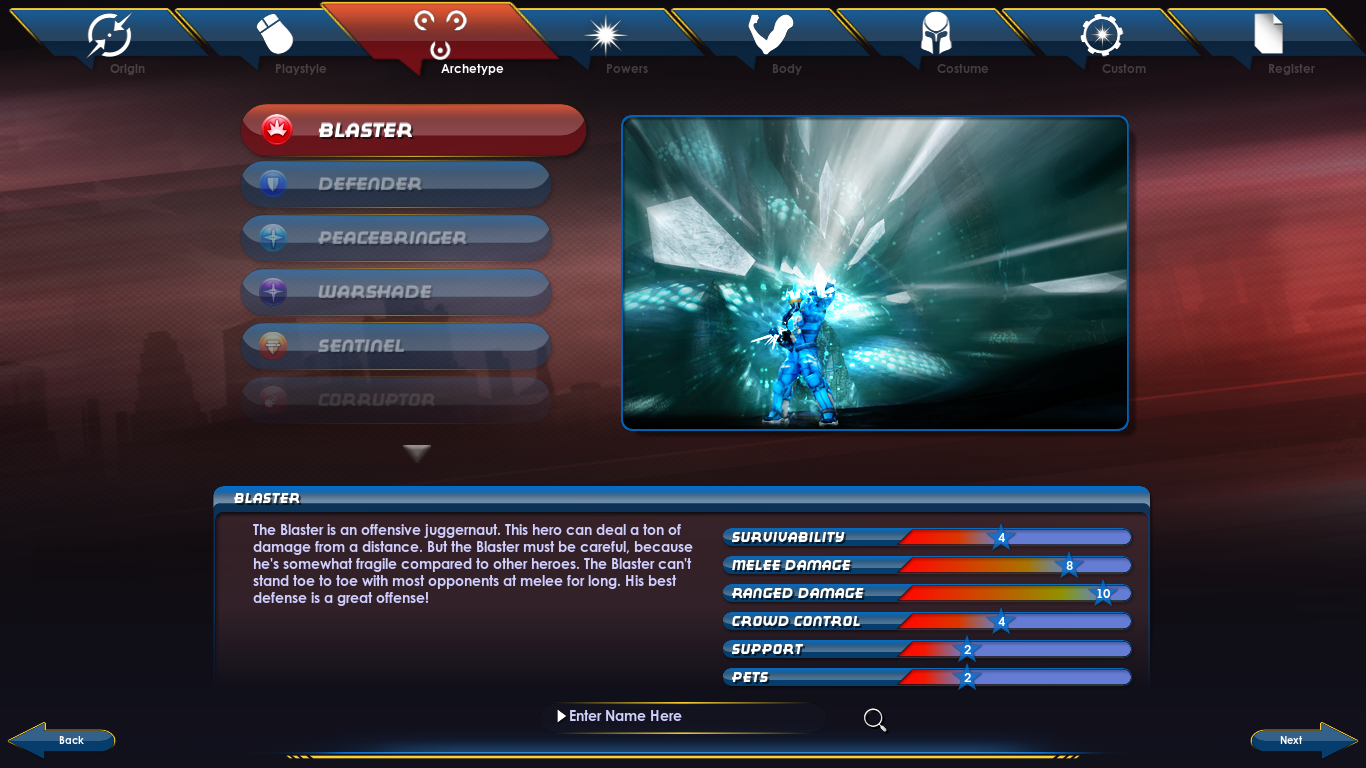 Origin
Playstyle
Archetype
Powers
Body
Costume
Custom
Register
BLASTER
DEFENDER
PEACEBRINGER
WARSHADE
SENTINEL
CORRUPTOR
BLASTER
The Blaster is an offensive juggernaut. This hero can deal a ton of
damage from a distance. But the Blaster must be careful, because
he's somewhat fragile compared to other heroes. The Blaster can't
stand toe to toe with most opponents at melee for long. His best
defense is a great offense!
SURVIVABILITY 4
MELEE DAMAGE 8
RANGED DAMAGE 10
CROWD CONTROL 4
SUPPORT 2
PETS 2
Enter Name Here
Back
Next